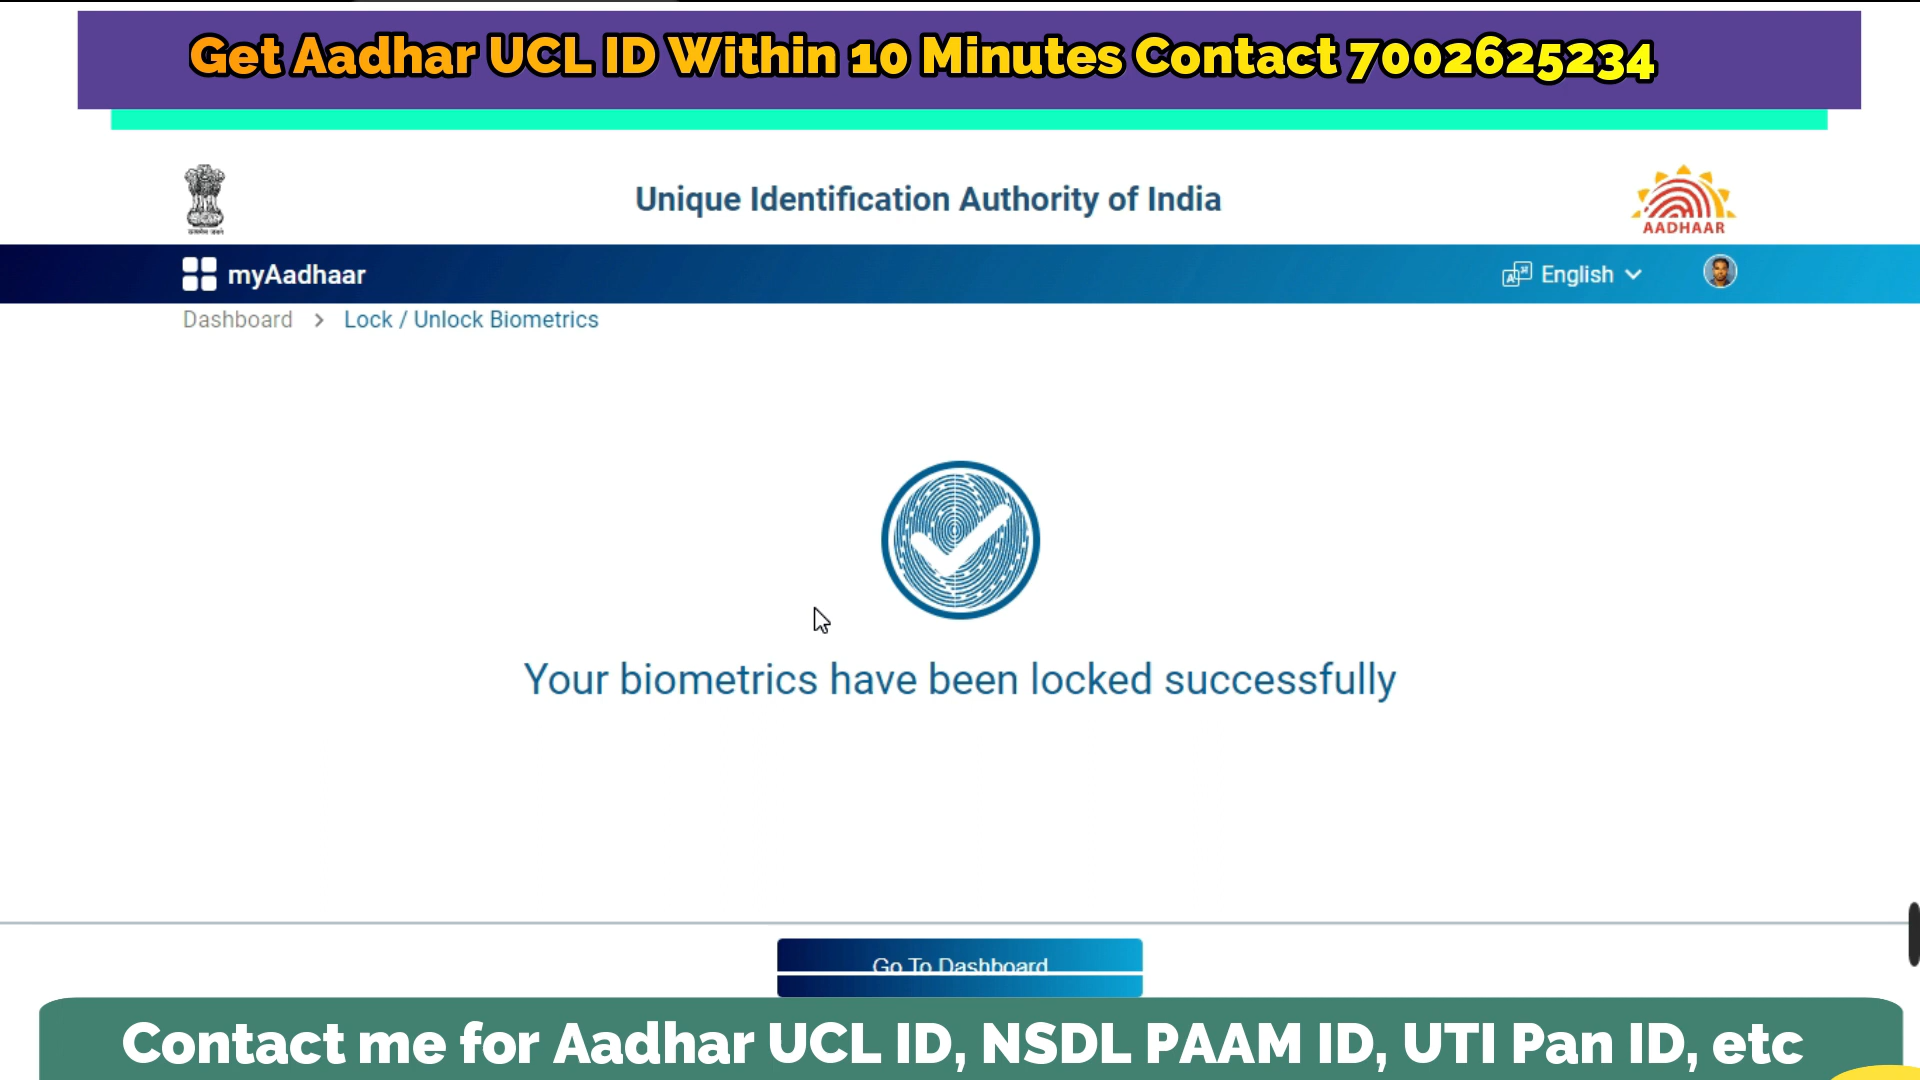 Get Aadhar UCL ID Within 10 Minutes Contact 7002625234
Unique Identification Authority of India
AADHAAR
myAadhaar
English
Dashboard > Lock / Unlock Biometrics
Your biometrics have been locked successfully
Go To Dashboard
Contact me for Aadhar UCL ID, NSDL PAAM ID, UTI Pan ID, etc